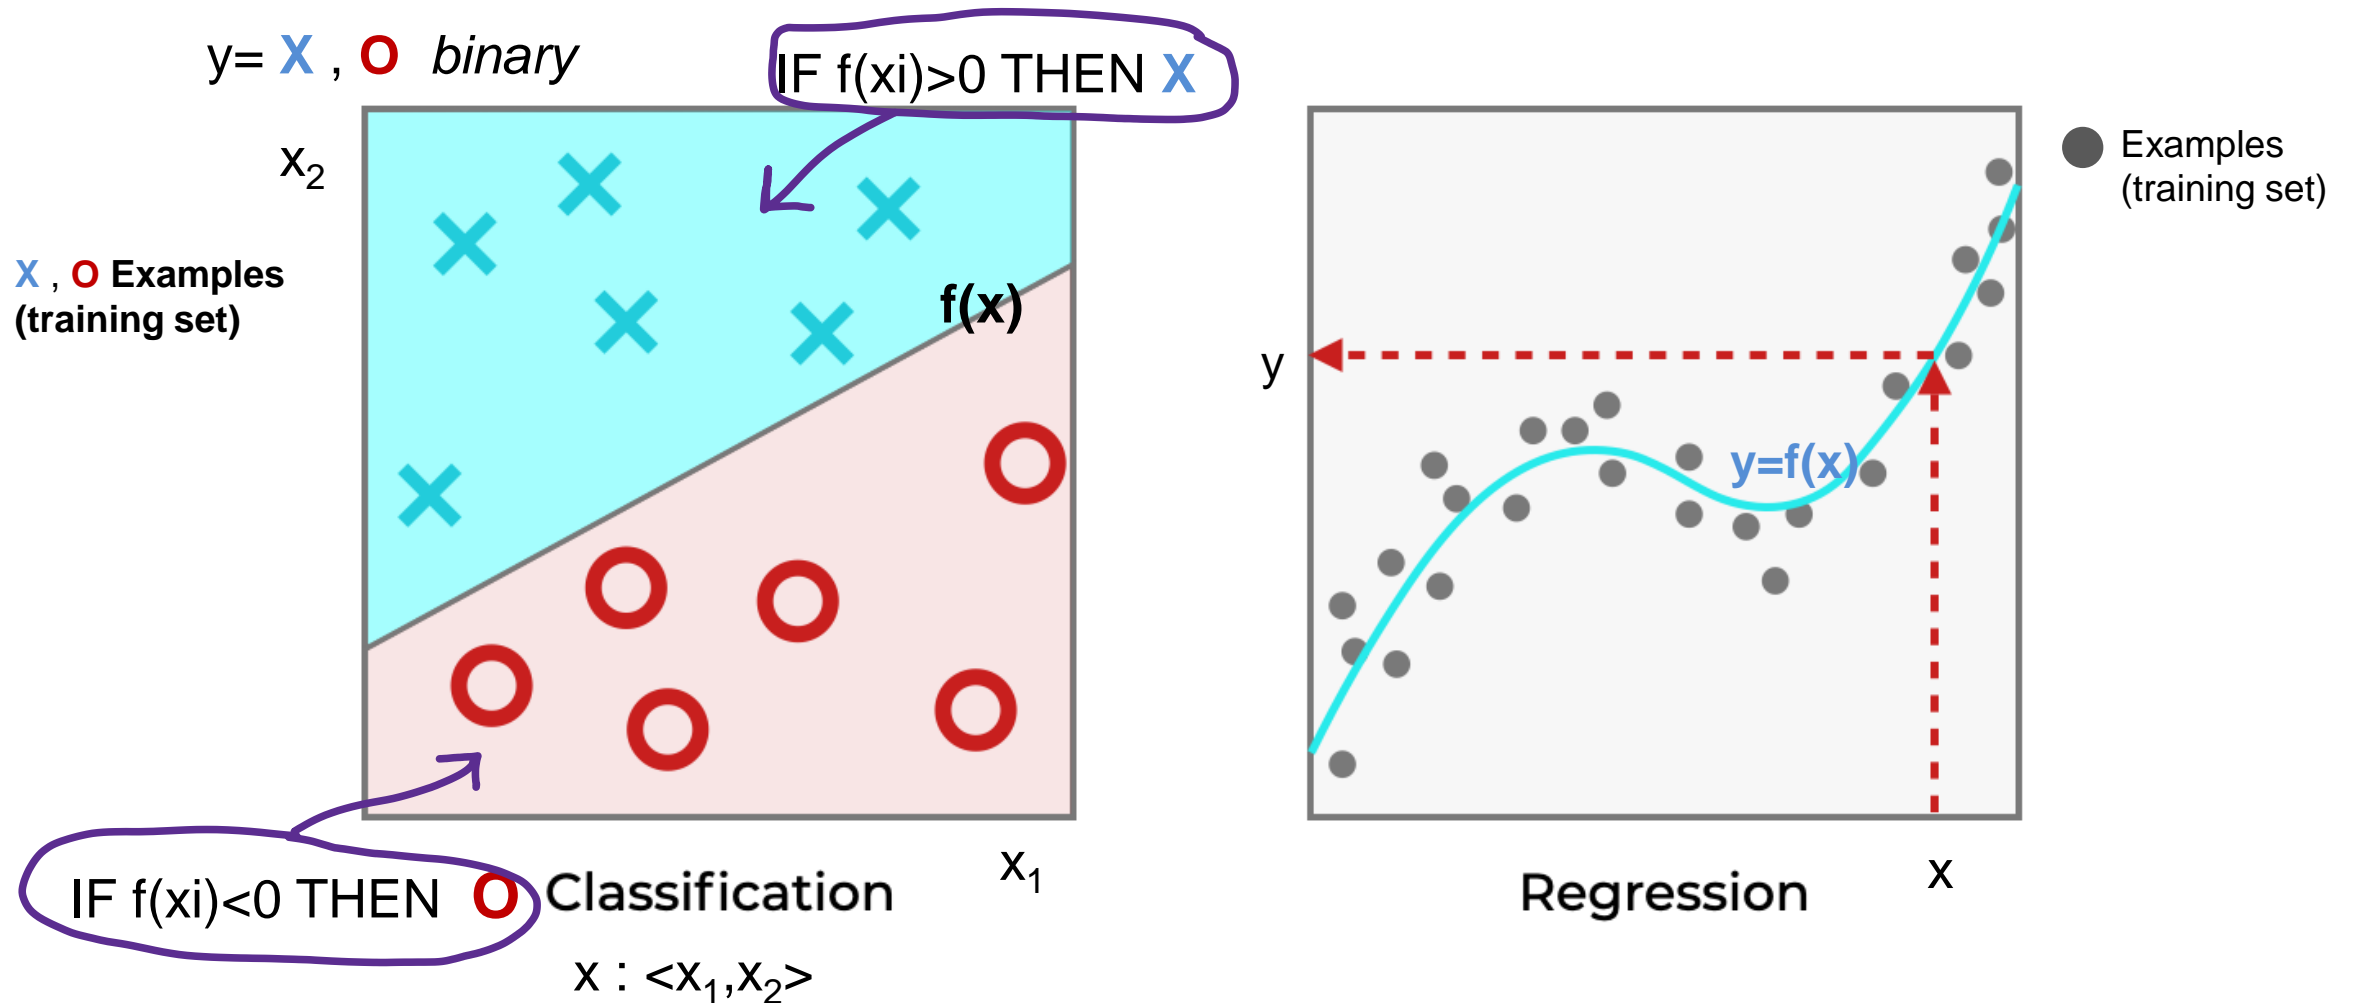 y= X , O binary
IF f(xi)>0 THEN X
x2
X , O Examples
(training set)
f(x)
IF f(xi)<0 THEN O
Classification
x1
x : <x1,x2>
Examples
(training set)
y
y=f(x)
Regression
x